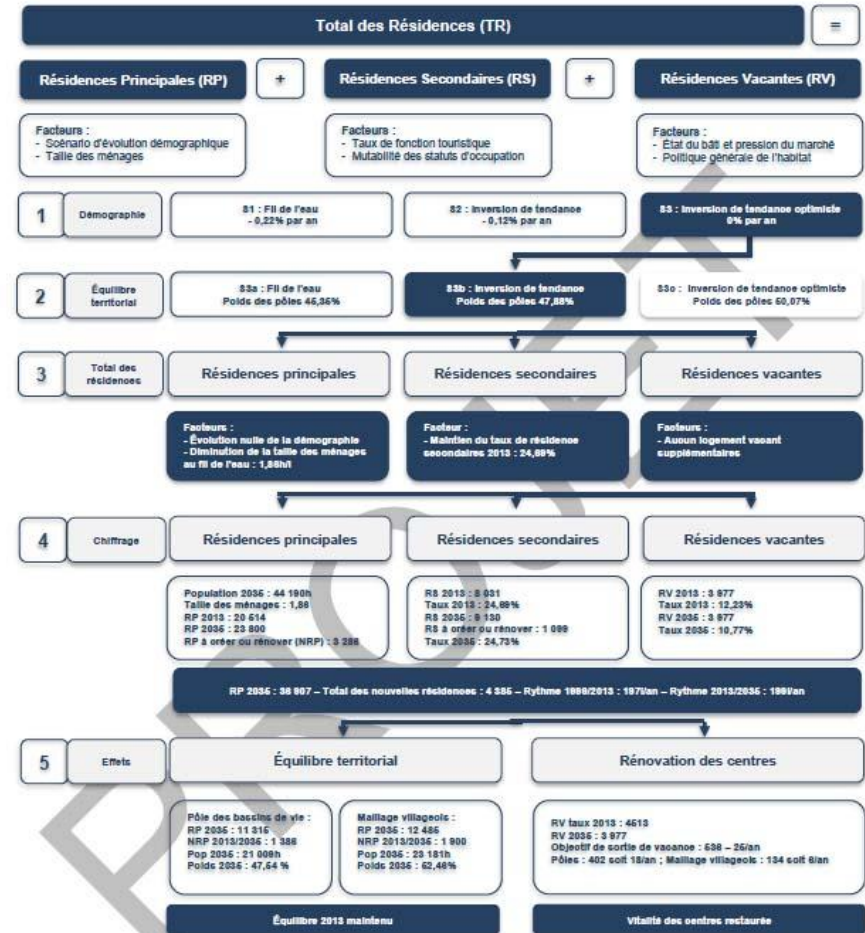 Total des Résidences (TR)
=
Résidences Principales (RP)
+
Résidences Secondaires (RS)
+
Résidences Vacantes (RV)
Facteurs :
- Scénario d'évolution démographique
- Taille des ménages
Facteurs :
- Taux de fonction touristique
- Mutabilité des statuts d'occupation
Facteurs :
- État du bâti et pression du marché
- Politique générale de l'habitat
1
Démographie
S1 : Fil de l'eau
- 0,22% par an
S2 : Inversion de tendance
- 0,12% par an
S3 : Inversion de tendance optimiste
0% par an
2
Équilibre
territorial
S3a : Fil de l'eau
Poids des pôles 45,35%
S3b : Inversion de tendance
Poids des pôles 47,88%
S3c : Inversion de tendance optimiste
Poids des pôles 50,07%
3
Total des
résidences
Résidences principales
Résidences secondaires
Résidences vacantes
Facteurs :
- Évolution nulle de la démographie
- Diminution de la taille des ménages
au fil de l'eau : 1,86h/l
Facteur :
- Maintien du taux de résidence
secondaires 2013 : 24,69%
Facteurs :
- Aucun logement vacant
supplémentaires
4
Chiffrage
Résidences principales
Résidences secondaires
Résidences vacantes
Population 2035 : 44 190h
Taille des ménages : 1,86
RP 2013 : 20 514
RP 2035 : 23 800
RP à créer ou rénover (NRP) : 3 286
RS 2013 : 8 031
Taux 2013 : 24,69%
RS 2035 : 9 130
RS à créer ou rénover : 1 099
Taux 2035 : 24,73%
RV 2013 : 3 977
Taux 2013 : 12,23%
RV 2035 : 3 977
Taux 2035 : 10,77%
RP 2035 : 36 907 – Total des nouvelles résidences : 4 385 – Rythme 1999/2013 : 197l/an – Rythme 2013/2035 : 199l/an
5
Effets
Équilibre territorial
Rénovation des centres
Pôle des bassins de vie :
RP 2035 : 11 315
NRP 2013/2035 : 1 386
Pop 2035 : 21 009h
Poids 2035 : 47,54 %
Maillage villageois :
RP 2035 : 12 485
NRP 2013/2035 : 1 900
Pop 2035 : 23 181h
Poids 2035 : 52,46%
RV taux 2013 : 4513
RV 2035 : 3 977
Objectif de sortie de vacance : 536 – 25/an
Pôles : 402 soit 18/an ; Maillage villageois : 134 soit 6/an
Équilibre 2013 maintenu
Vitalité des centres restaurée
PROJET